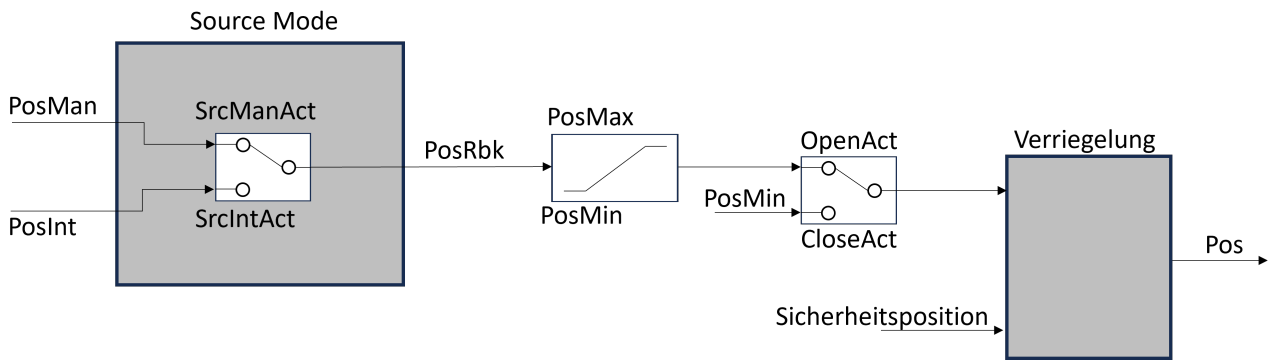 Source Mode
PosMan
SrcManAct
PosInt
SrcIntAct
PosRbk
PosMax
PosMin
OpenAct
PosMin
CloseAct
Verriegelung
Sicherheitsposition
Pos